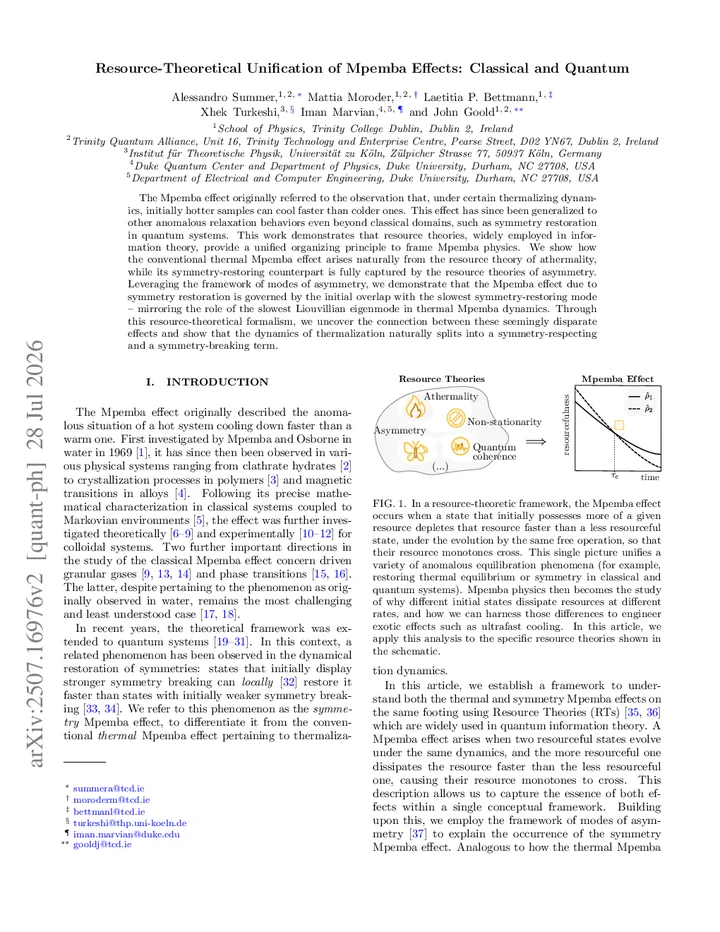 Resource-Theoretical Unification of Mpemba Effects: Classical and Quantum
Alessandro Summer,1, 2, ∗ Mattia Moroder,1, 2, † Laetitia P. Bettmann,1, ‡
Xhek Turkeshi,3, § Iman Marvian,4, 5, ¶ and John Goold1, 2, ∗∗
1School of Physics, Trinity College Dublin, Dublin 2, Ireland
2Trinity Quantum Alliance, Unit 16, Trinity Technology and Enterprise Centre, Pearse Street, D02 YN67, Dublin 2, Ireland
3Institut für Theoretische Physik, Universität zu Köln, Zülpicher Strasse 77, 50937 Köln, Germany
4Duke Quantum Center and Department of Physics, Duke University, Durham, NC 27708, USA
5Department of Electrical and Computer Engineering, Duke University, Durham, NC 27708, USA
The Mpemba effect originally referred to the observation that, under certain thermalizing dynam-
ics, initially hotter samples can cool faster than colder ones. This effect has since been generalized to
other anomalous relaxation behaviors even beyond classical domains, such as symmetry restoration
in quantum systems. This work demonstrates that resource theories, widely employed in infor-
mation theory, provide a unified organizing principle to frame Mpemba physics. We show how
the conventional thermal Mpemba effect arises naturally from the resource theory of athermality,
while its symmetry-restoring counterpart is fully captured by the resource theories of asymmetry.
Leveraging the framework of modes of asymmetry, we demonstrate that the Mpemba effect due to
symmetry restoration is governed by the initial overlap with the slowest symmetry-restoring mode
– mirroring the role of the slowest Liouvillian eigenmode in thermal Mpemba dynamics. Through
this resource-theoretical formalism, we uncover the connection between these seemingly disparate
effects and show that the dynamics of thermalization naturally splits into a symmetry-respecting
and a symmetry-breaking term.
arXiv:2507.16976v2 [quant-ph] 28 Jul 2026
I. INTRODUCTION
The Mpemba effect originally described the anoma-
lous situation of a hot system cooling down faster than a
warm one. First investigated by Mpemba and Osborne in
water in 1969 [1], it has since then been observed in vari-
ous physical systems ranging from clathrate hydrates [2]
to crystallization processes in polymers [3] and magnetic
transitions in alloys [4]. Following its precise mathe-
matical characterization in classical systems coupled to
Markovian environments [5], the effect was further inves-
tigated theoretically [6–9] and experimentally [10–12] for
colloidal systems. Two further important directions in
the study of the classical Mpemba effect concern driven
granular gases [9, 13, 14] and phase transitions [15, 16].
The latter, despite pertaining to the phenomenon as orig-
inally observed in water, remains the most challenging
and least understood case [17, 18].
In recent years, the theoretical framework was ex-
tended to quantum systems [19–31]. In this context, a
related phenomenon has been observed in the dynamical
restoration of symmetries: states that initially display
stronger symmetry breaking can locally [32] restore it
faster than states with initially weaker symmetry break-
ing [33, 34]. We refer to this phenomenon as the symme-
try Mpemba effect, to differentiate it from the conven-
tional thermal Mpemba effect pertaining to thermaliza-
∗ summera@tcd.ie
† moroderm@tcd.ie
‡ bettmanl@tcd.ie
§ turkeshi@thp.uni-koeln.de
¶ iman.marvian@duke.edu
∗∗ gooldj@tcd.ie
Resource Theories
Athermality
Non-stationarity
Asymmetry
Quantum
coherence
(...)
⟹
Mpemba Effect
resourcefulness
ρ̂1
ρ̂2
τc
time
FIG. 1. In a resource-theoretic framework, the Mpemba effect
occurs when a state that initially possesses more of a given
resource depletes that resource faster than a less resourceful
state, under the evolution by the same free operation, so that
their resource monotones cross. This single picture unifies a
variety of anomalous equilibration phenomena (for example,
restoring thermal equilibrium or symmetry in classical and
quantum systems). Mpemba physics then becomes the study
of why different initial states dissipate resources at different
rates, and how we can harness those differences to engineer
exotic effects such as ultrafast cooling. In this article, we
apply this analysis to the specific resource theories shown in
the schematic.
tion dynamics.
In this article, we establish a framework to under-
stand both the thermal and symmetry Mpemba effects on
the same footing using Resource Theories (RTs) [35, 36]
which are widely used in quantum information theory. A
Mpemba effect arises when two resourceful states evolve
under the same dynamics, and the more resourceful one
dissipates the resource faster than the less resourceful
one, causing their resource monotones to cross. This
description allows us to capture the essence of both ef-
fects within a single conceptual framework. Building
upon this, we employ the framework of modes of asym-
metry [37] to explain the occurrence of the symmetry
Mpemba effect. Analogous to how the thermal Mpemba